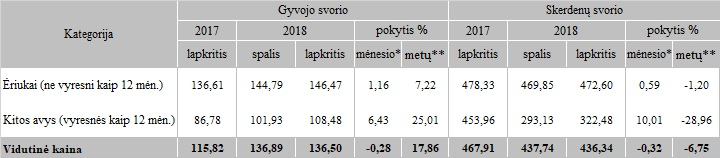 Kategorija Gyvojo svorio Skerdenų svorio
2017 2018 pokytis % 2017 2018 pokytis %
lapkritis spalis lapkritis mėnesio* metų** lapkritis spalis lapkritis mėnesio* metų**
Ėriukai (ne vyresni kaip 12 mėn.) 136,61 144,79 146,47 1,16 7,22 478,33 469,85 472,60 0,59 -1,20
Kitos avys (vyresnės kaip 12 mėn.) 86,78 101,93 108,48 6,43 25,01 453,96 293,13 322,48 10,01 -28,96
Vidutinė kaina 115,82 136,89 136,50 -0,28 17,86 467,91 437,74 436,34 -0,32 -6,75